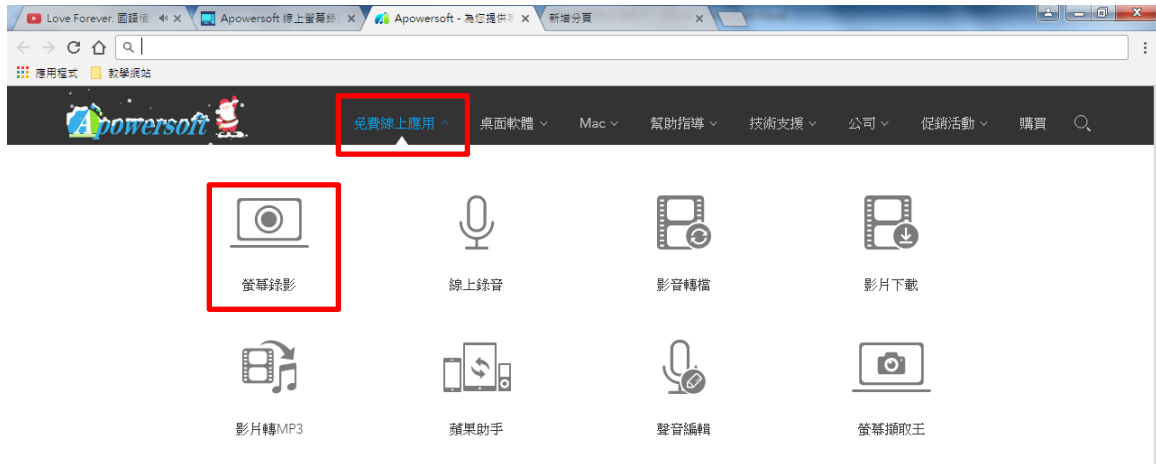 Love Forever. 國語
Apowersoft 線上螢幕錄
Apowersoft - 為您提供
新增分頁
應用程式
教學網站
Apowersoft
免費線上應用
桌面軟體
Mac
幫助指導
技術支援
公司
促銷活動
購買
螢幕錄影
線上錄音
影音轉檔
影片下載
影片轉MP3
蘋果助手
聲音編輯
螢幕擷取王